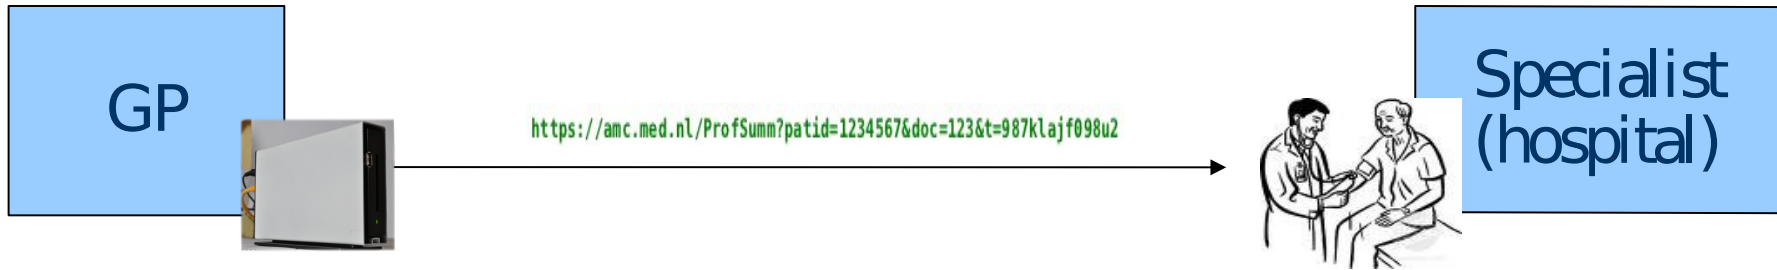 GP
https://amc.med.nl/ProfSumm?patid=1234567&doc=123&t=987klajf098u2
Specialist
(hospital)